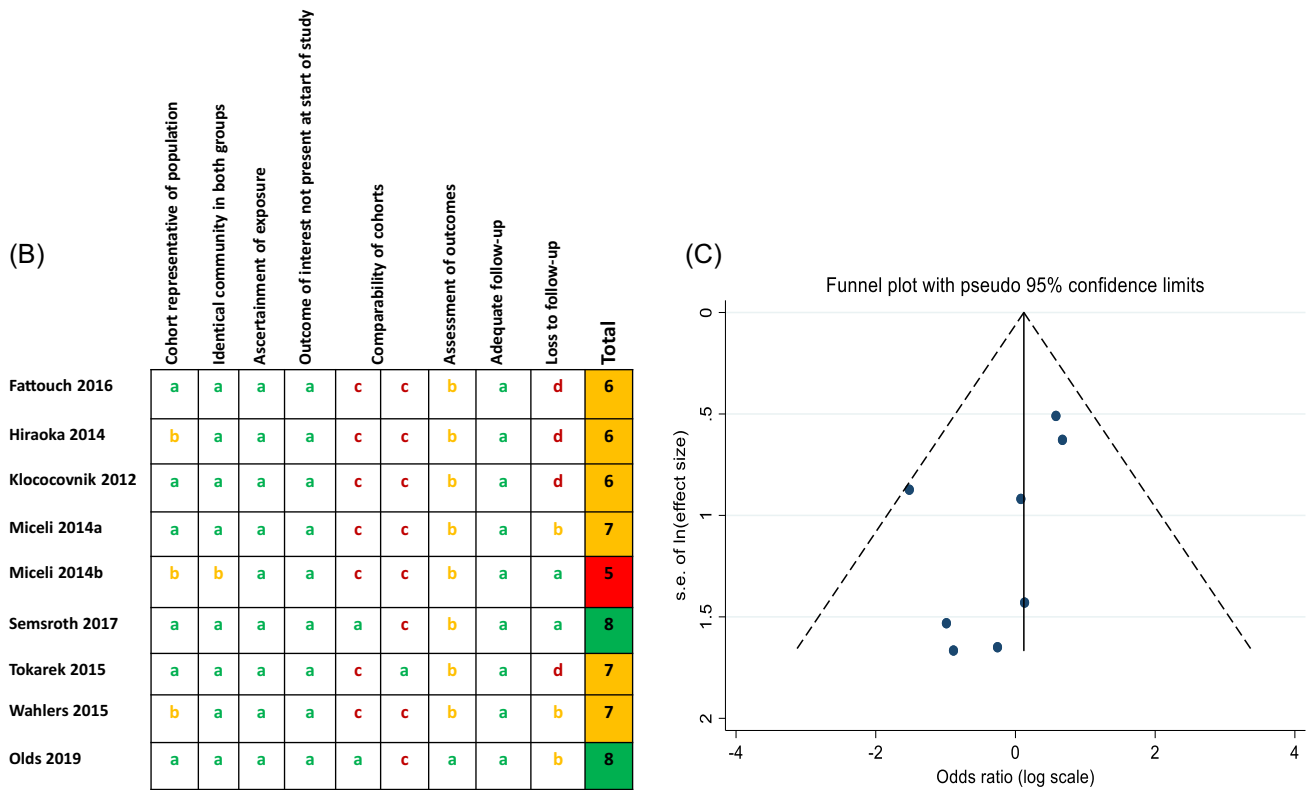 (B)
Cohort representative of population
Identical community in both groups
Ascertainment of exposure
Outcome of interest not present at start of study
Comparability of cohorts
Assessment of outcomes
Adequate follow-up
Loss to follow-up
Total
Fattouch 2016 a a a a c c b a d 6
Hiraoka 2014 b a a a c c b a d 6
Klococovnik 2012 a a a a c c b a d 6
Miceli 2014a a a a a c c b a b 7
Miceli 2014b b b a a c c b a a 5
Semsroth 2017 a a a a a c b a a 8
Tokarek 2015 a a a a c a b a d 7
Wahlers 2015 b a a a c c b a b 7
Olds 2019 a a a a a c a a b 8
(C)
Funnel plot with pseudo 95% confidence limits
s.e. of ln(effect size)
0
.5
1
1.5
2
-4 -2 0 2 4
Odds ratio (log scale)